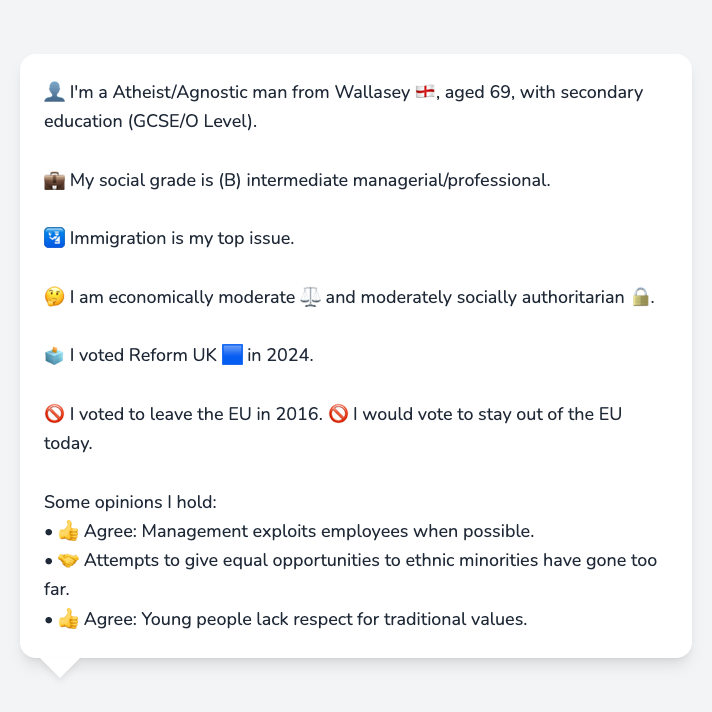 👤 I'm a Atheist/Agnostic man from Wallasey 🏴󠁧󠁢󠁥󠁮󠁧󠁿, aged 69, with secondary
education (GCSE/O Level).
💼 My social grade is (B) intermediate managerial/professional.
🛂 Immigration is my top issue.
🤔 I am economically moderate ⚖️ and moderately socially authoritarian 🔒.
🗳️ I voted Reform UK 🟦 in 2024.
🚫 I voted to leave the EU in 2016. 🚫 I would vote to stay out of the EU
today.
Some opinions I hold:
• 👍 Agree: Management exploits employees when possible.
• 🤝 Attempts to give equal opportunities to ethnic minorities have gone too
far.
• 👍 Agree: Young people lack respect for traditional values.